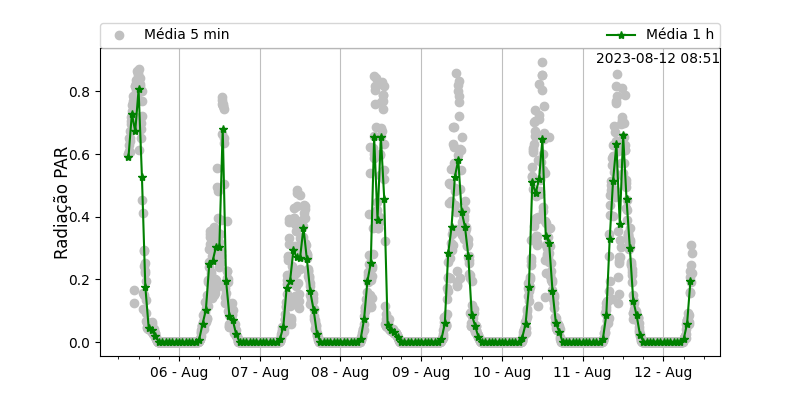 Média 5 min
Média 1 h
2023-08-12 08:51
Radiação PAR
0.8
0.6
0.4
0.2
0.0
06 - Aug
07 - Aug
08 - Aug
09 - Aug
10 - Aug
11 - Aug
12 - Aug